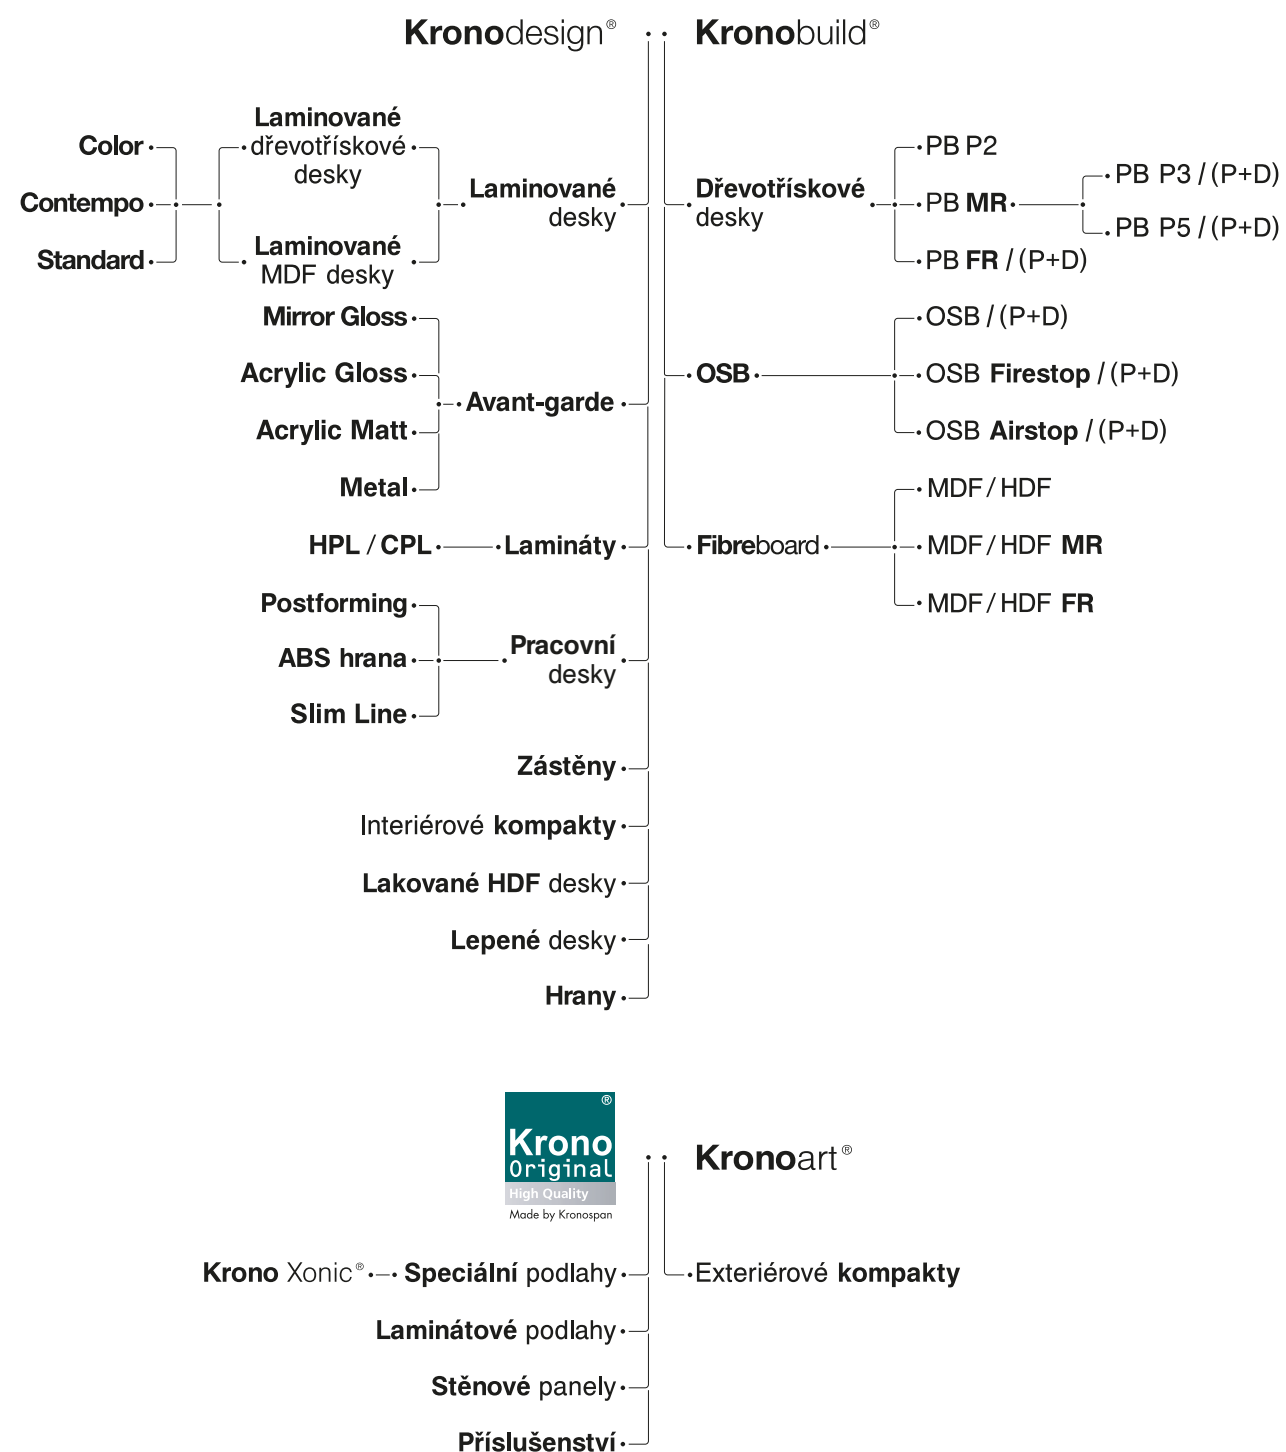 Kronodesign®
Laminované
desky
Laminované
dřevotřískové
desky
Laminované
MDF desky
Color
Contempo
Standard
Avant-garde
Mirror Gloss
Acrylic Gloss
Acrylic Matt
Metal
Lamináty
HPL / CPL
Pracovní
desky
Postforming
ABS hrana
Slim Line
Zástěny
Interiérové kompakty
Lakované HDF desky
Lepené desky
Hrany
Kronobuild®
Dřevotřískové
desky
PB P2
PB MR
PB P3 / (P+D)
PB P5 / (P+D)
PB FR / (P+D)
OSB
OSB / (P+D)
OSB Firestop / (P+D)
OSB Airstop / (P+D)
Fibreboard
MDF / HDF
MDF / HDF MR
MDF / HDF FR
®
Krono
Original
High Quality
Made by Kronospan
Speciální podlahy
Krono Xonic®
Laminátové podlahy
Stěnové panely
Příslušenství
Kronoart®
Exteriérové kompakty